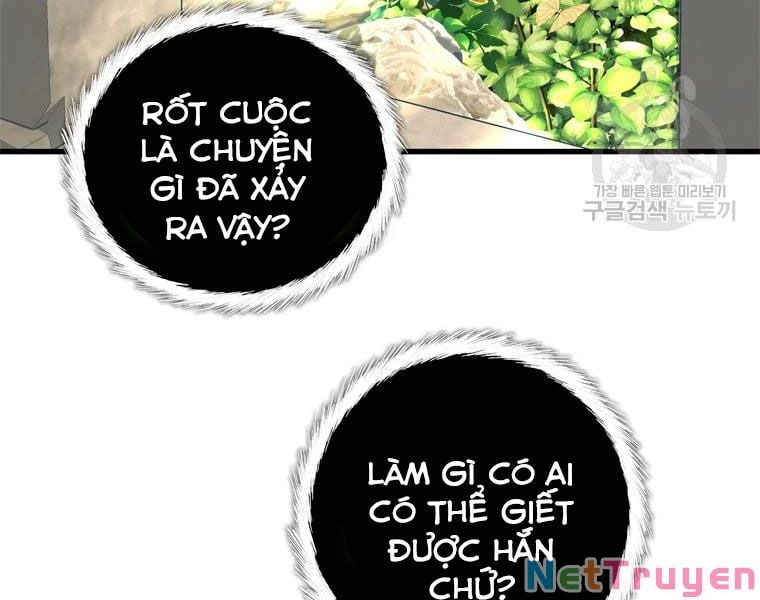 RỐT CUỘC
LÀ CHUYỆN
GÌ ĐÃ XẢY
RA VẬY?
가장 빠른 웹툰 미리보기
구글검색 뉴토끼
LÀM GÌ CÓ AI
CÓ THỂ GIẾT
ĐƯỢC HẮN
CHỨ?
NetTruyen